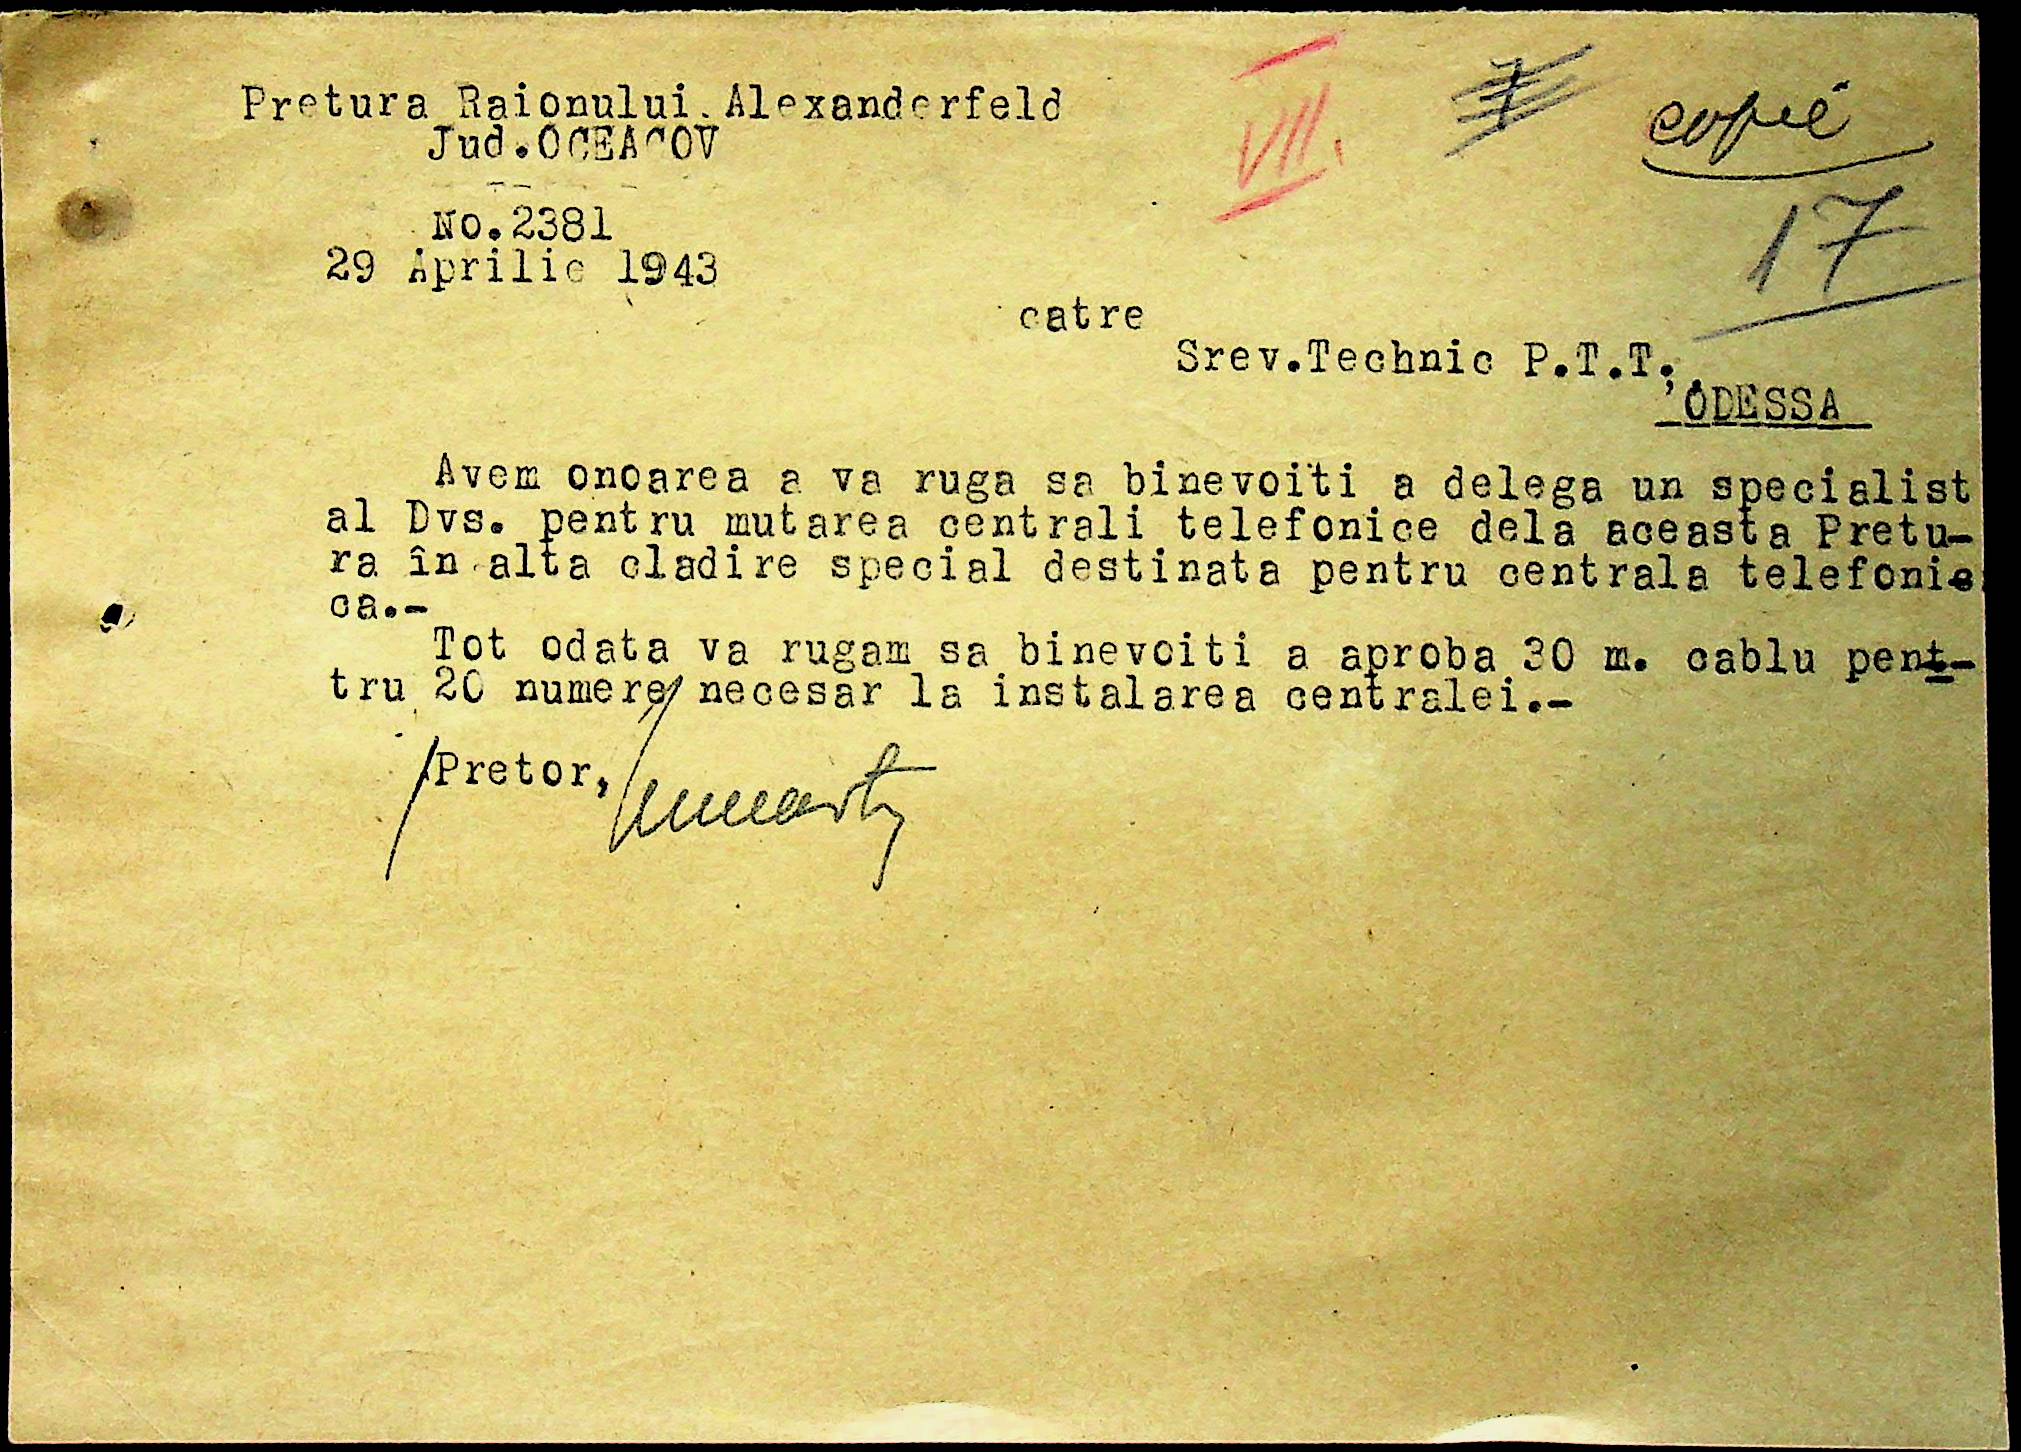 Pretura Raionului Alexanderfeld
Jud.OCEACOV
No.2381
29 Aprilie 1943
VII.
copie
17
catre
Srev.Technic P.T.T.,
ODESSA
Avem onoarea a va ruga sa binevoiti a delega un specialist
al Dvs. pentru mutarea centrali telefonice dela aceasta Pretu-
ra în alta cladire special destinata pentru centrala telefonic
ca.-
Tot odata va rugam sa binevoiti a aproba 30 m. cablu pent-
tru 20 numere necesar la instalarea centralei.-
/Pretor,